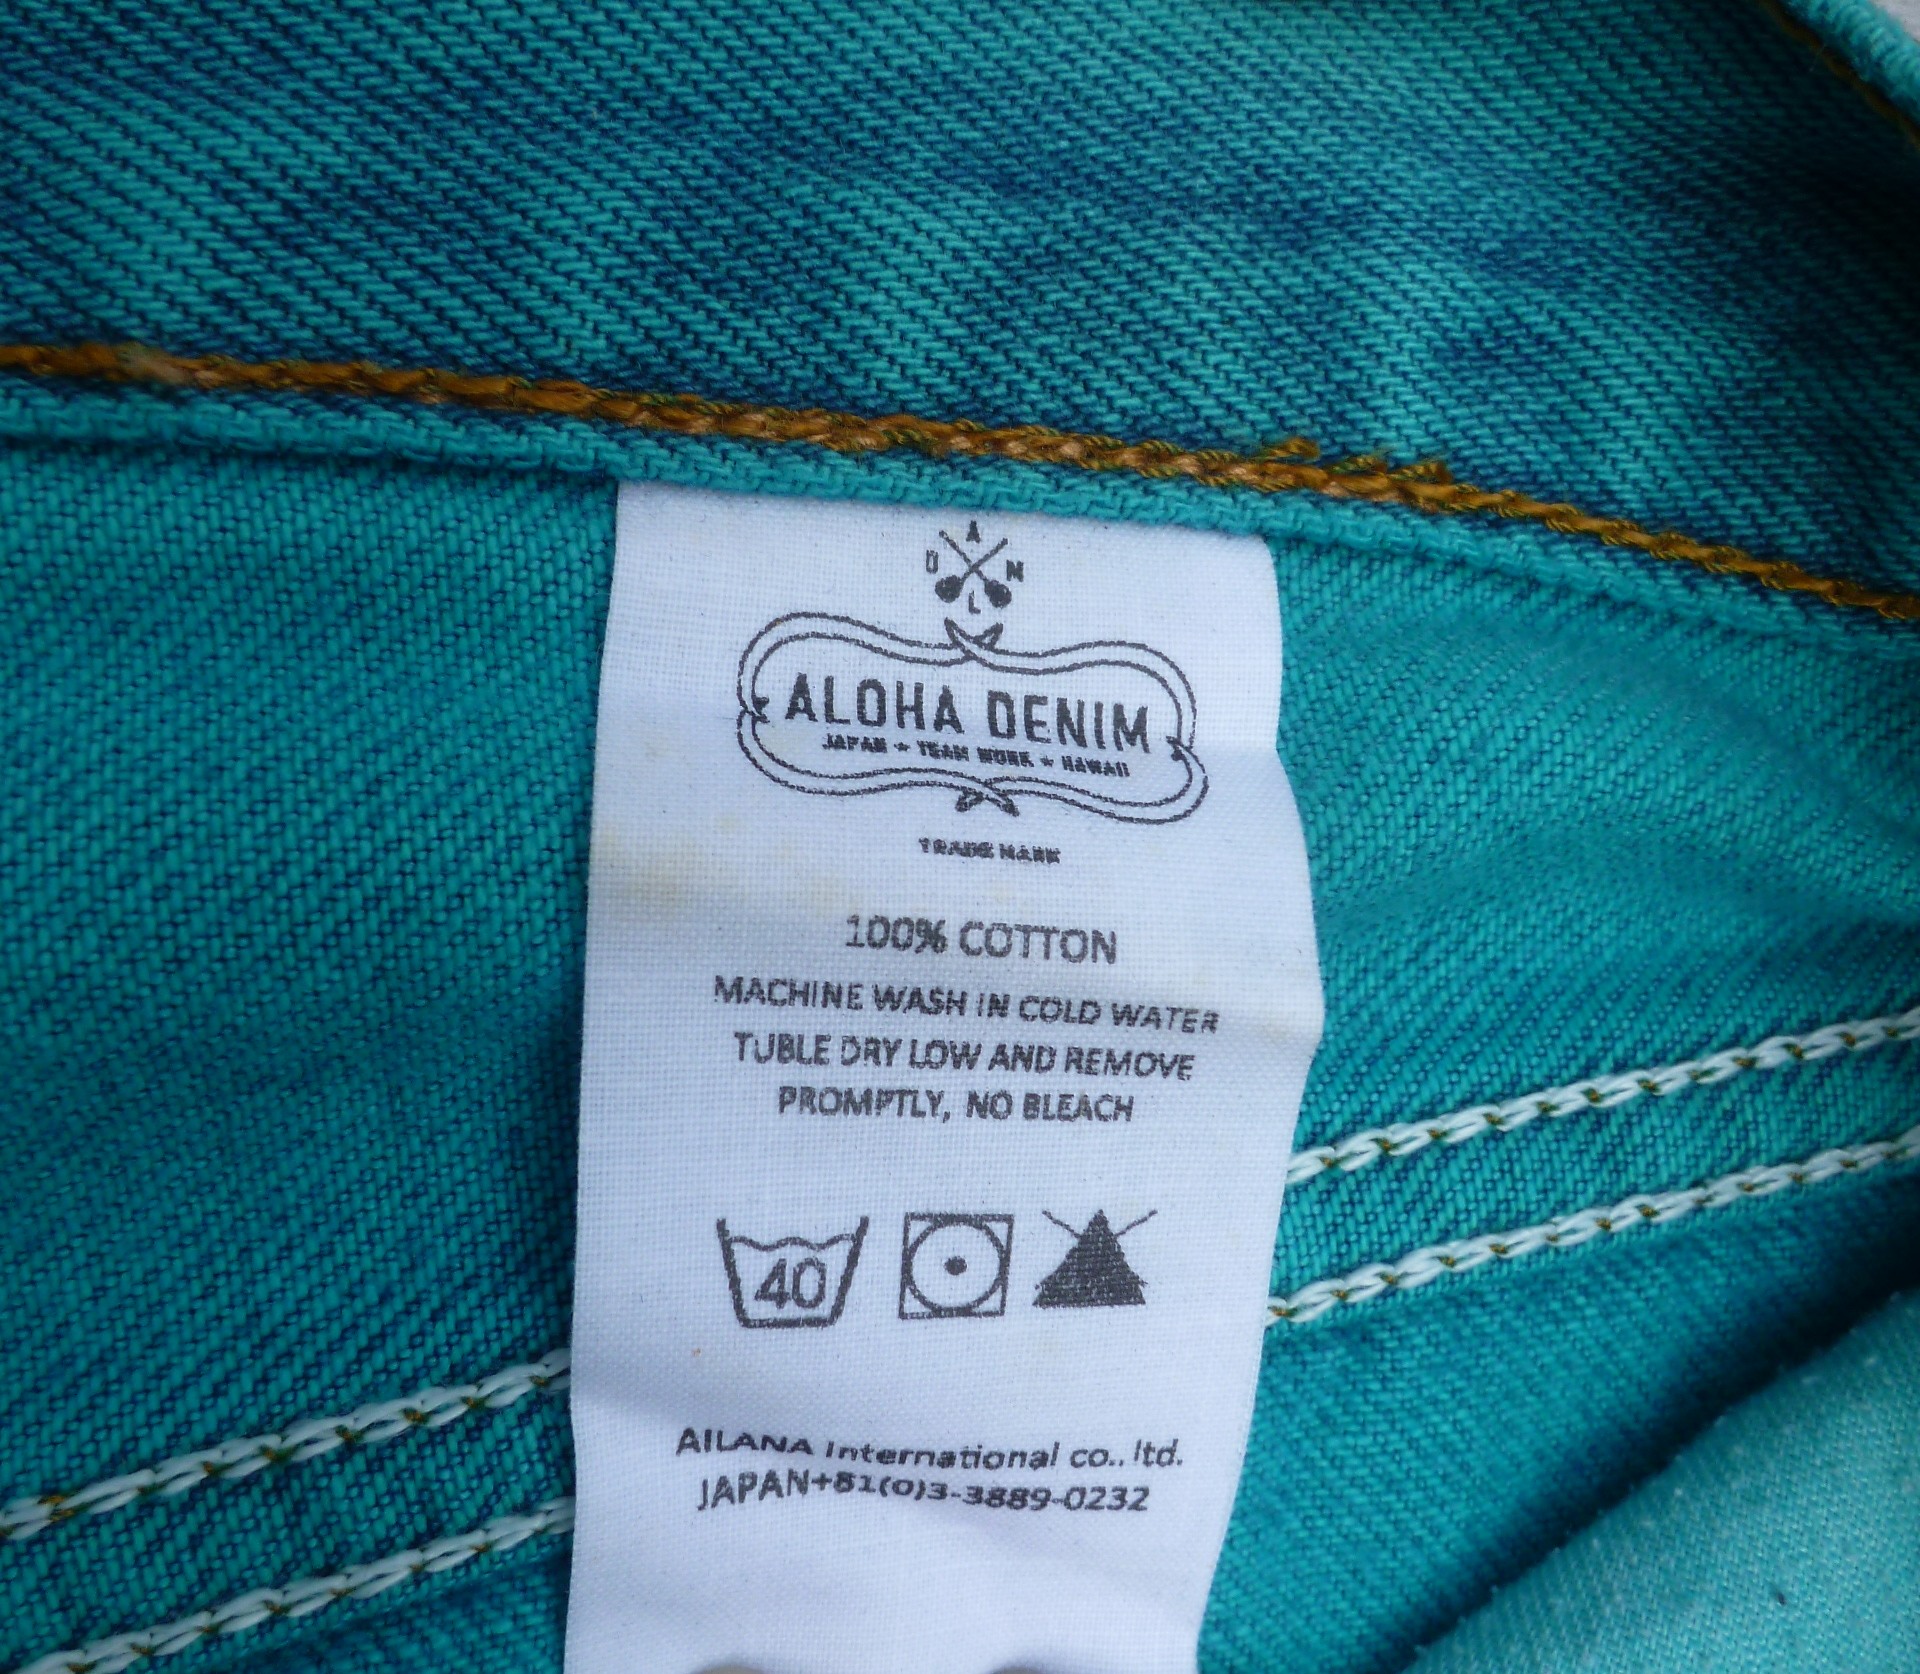 A
D M
L
ALOHA DENIM
JAPAN ★ TEAM WORK ★ HAWAII
TRADE MARK
100% COTTON
MACHINE WASH IN COLD WATER
TUBLE DRY LOW AND REMOVE
PROMPTLY, NO BLEACH
40
AILANA International co., ltd.
JAPAN+81(0)3-3889-0232